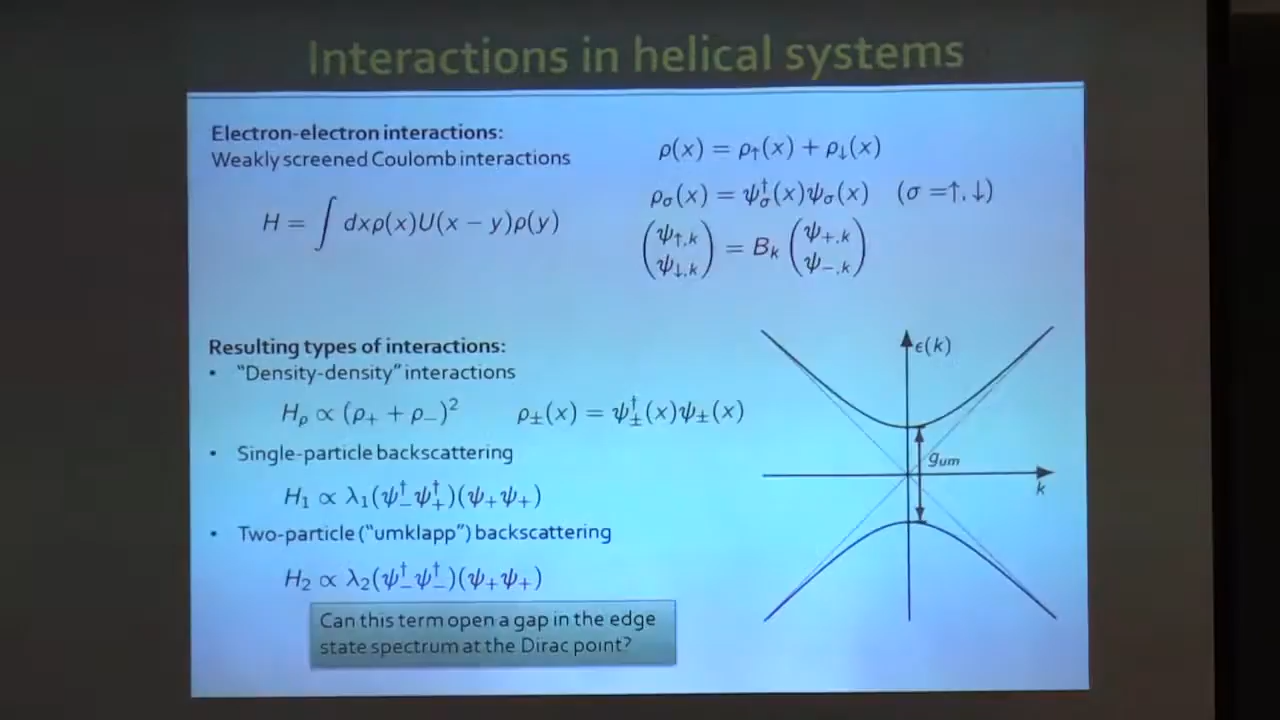 Interactions in helical systems
Electron-electron interactions:
Weakly screened Coulomb interactions
H = ∫ dxρ(x)U(x − y)ρ(y)
ρ(x) = ρ↑(x) + ρ↓(x)
ρσ(x) = ψ†σ(x)ψσ(x) (σ =↑, ↓)
(ψ↑,k ψ↓,k) = Bk (ψ+,k ψ−,k)
Resulting types of interactions:
• "Density-density" interactions
Hρ ∝ (ρ+ + ρ−)² ρ±(x) = ψ†±(x)ψ±(x)
• Single-particle backscattering
H1 ∝ λ1(ψ†−ψ†+)(ψ+ψ+)
• Two-particle ("umklapp") backscattering
H2 ∝ λ2(ψ†−ψ†−)(ψ+ψ+)
Can this term open a gap in the edge
state spectrum at the Dirac point?
ϵ(k)
gum
k